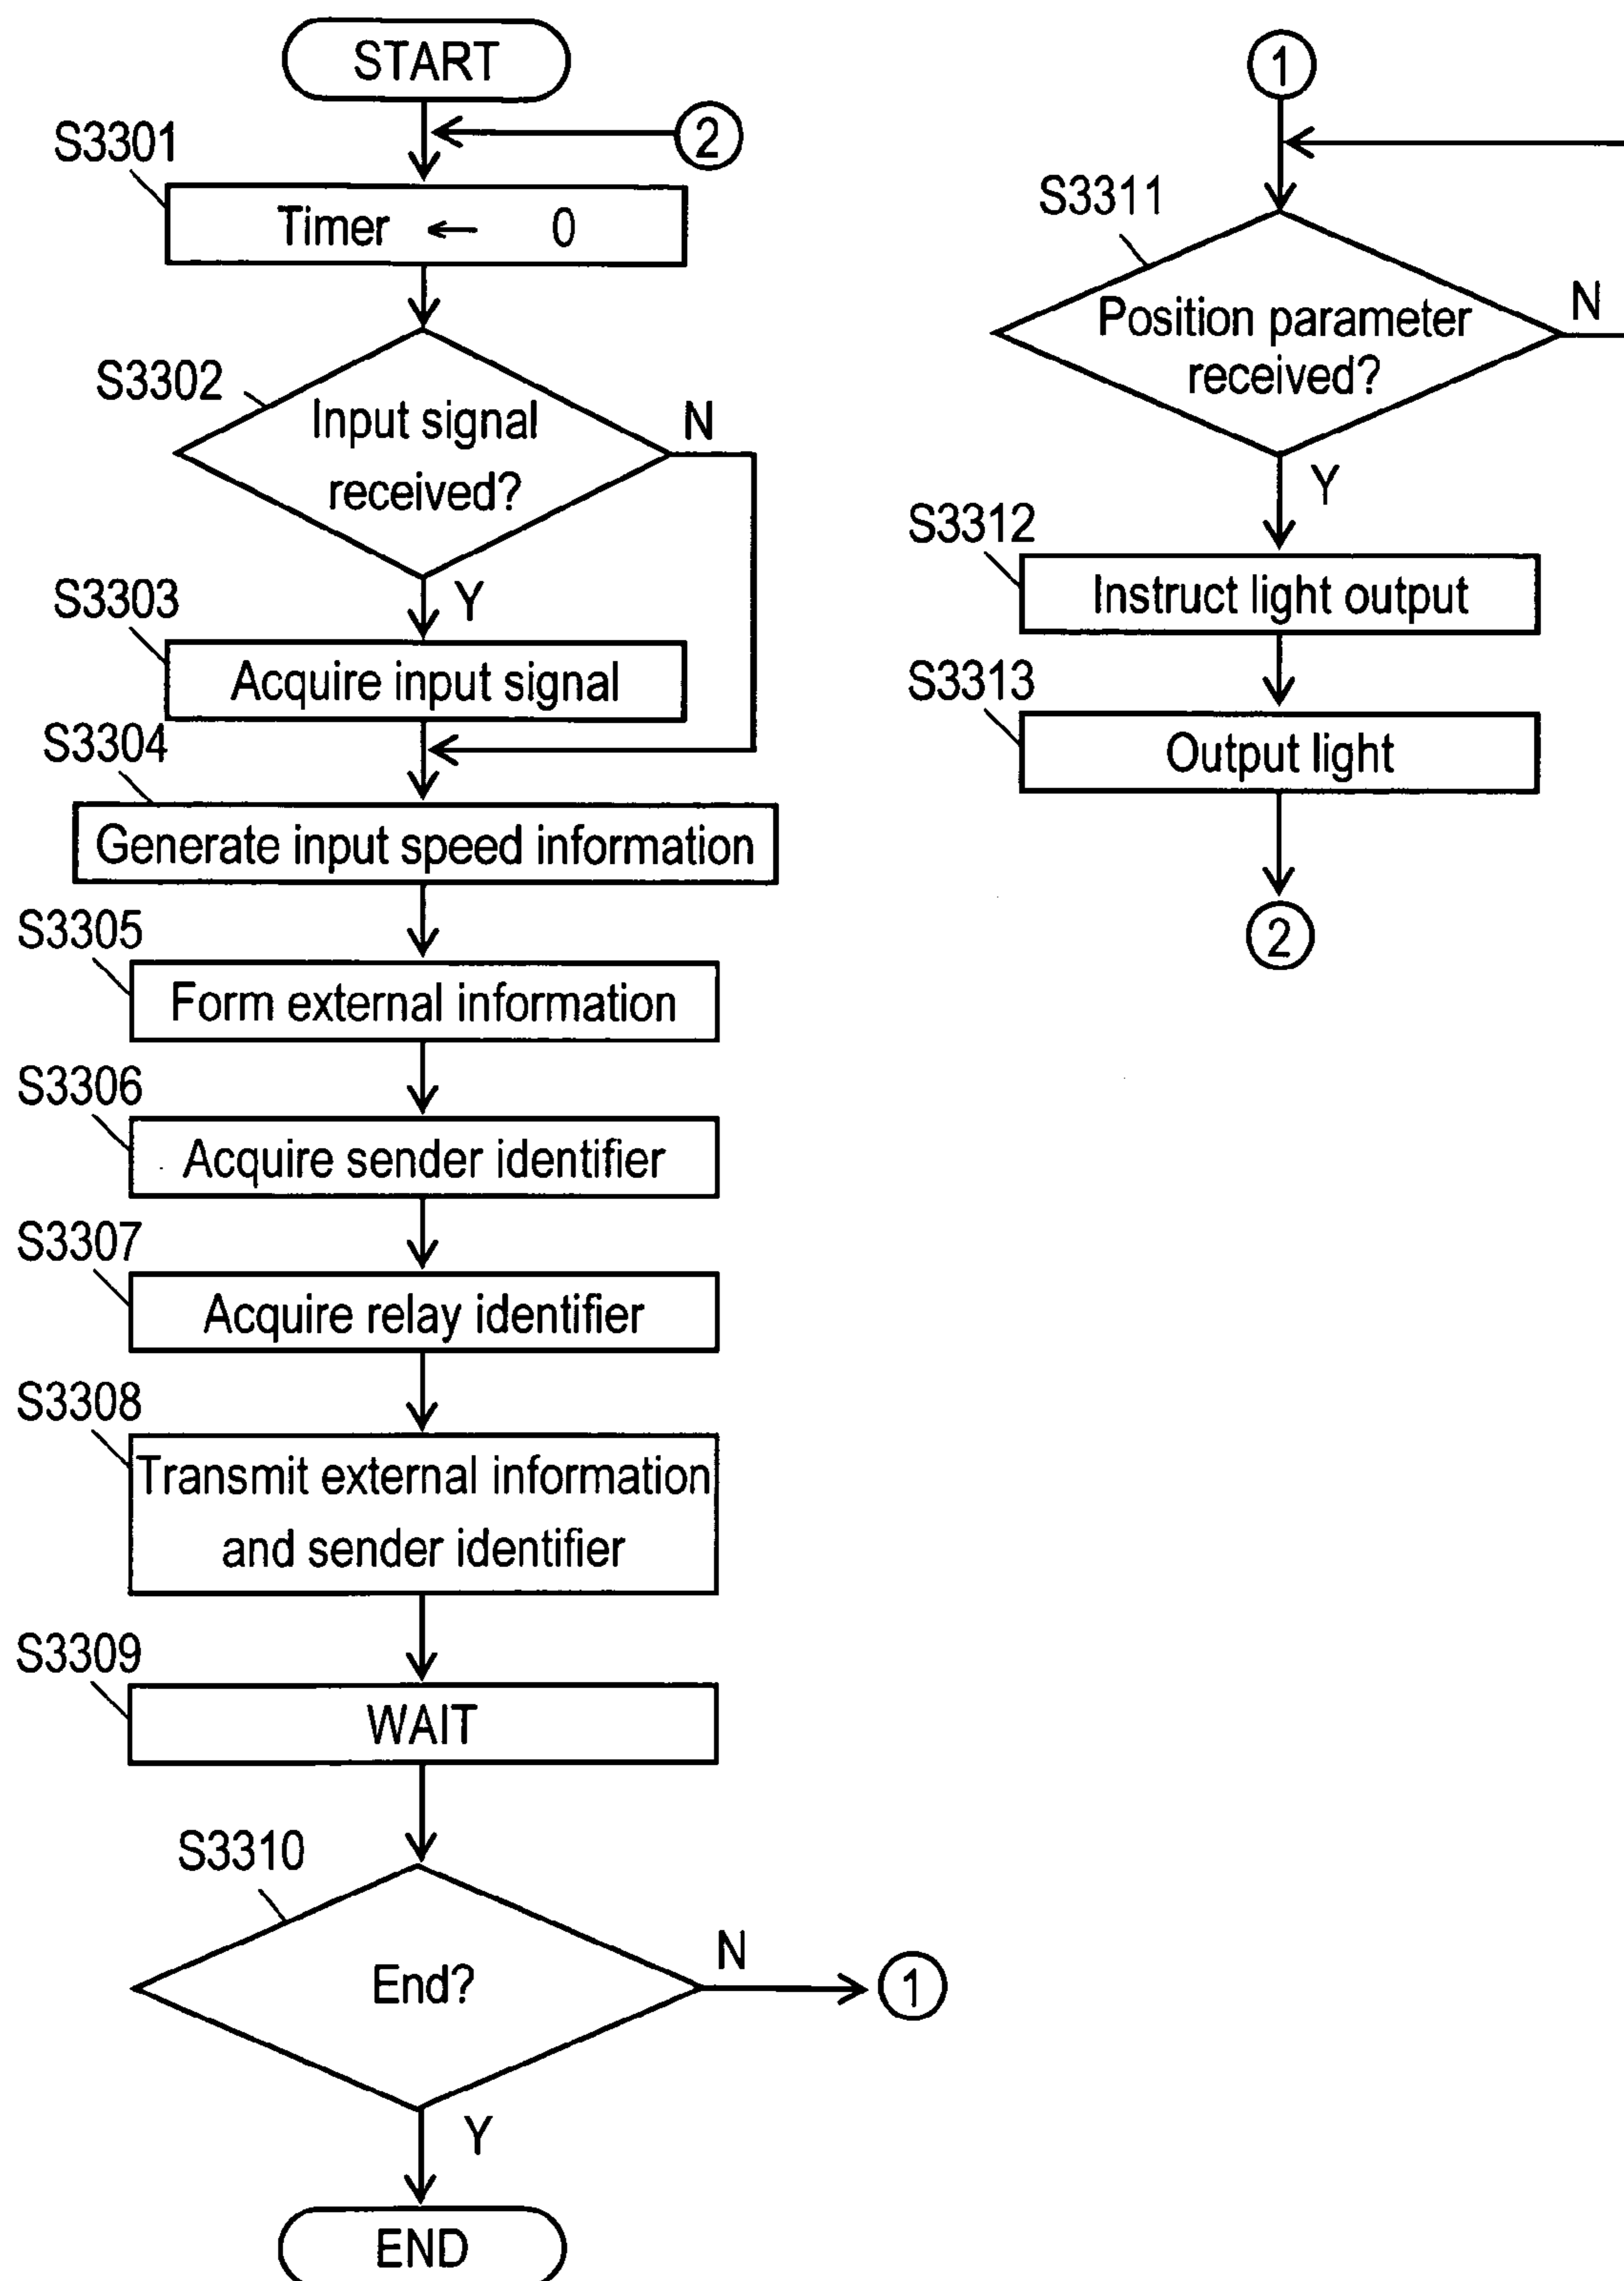 START
2
S3301
Timer ← 0
S3302
Input signal
received?
N
Y
S3303
Acquire input signal
S3304
Generate input speed information
S3305
Form external information
S3306
Acquire sender identifier
S3307
Acquire relay identifier
S3308
Transmit external information
and sender identifier
S3309
WAIT
S3310
End?
N
1
Y
END
1
S3311
Position parameter
received?
N
Y
S3312
Instruct light output
S3313
Output light
2